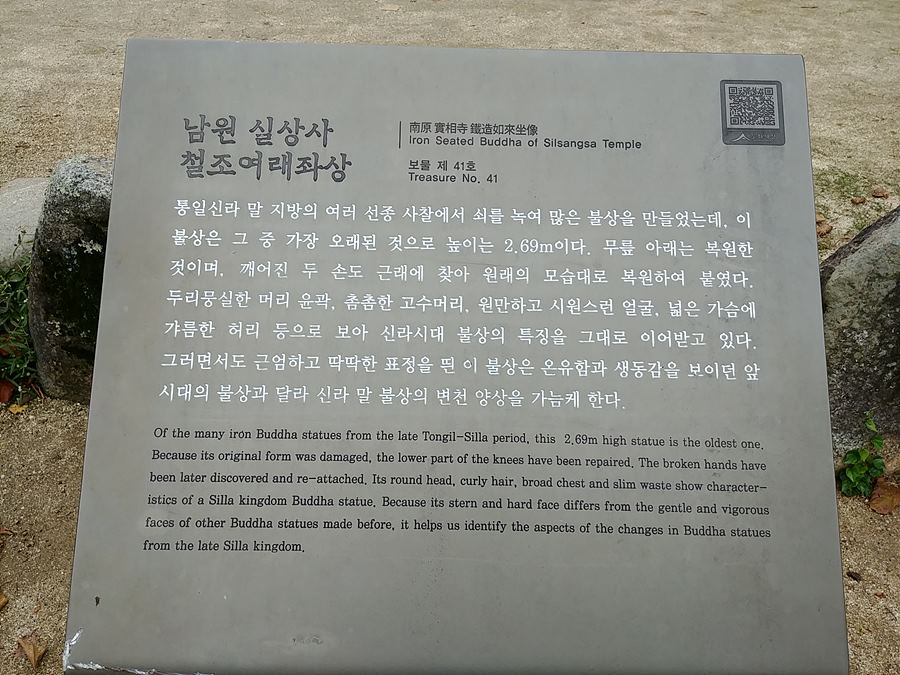 남원 실상사
철조여래좌상
南原 實相寺 鐵造如來坐像
Iron Seated Buddha of Silsangsa Temple
보물 제 41호
Treasure No. 41
통일신라 말 지방의 여러 선종 사찰에서 쇠를 녹여 많은 불상을 만들었는데, 이
불상은 그 중 가장 오래된 것으로 높이는 2.69m이다. 무릎 아래는 복원한
것이며, 깨어진 두 손도 근래에 찾아 원래의 모습대로 복원하여 붙였다.
두리뭉실한 머리 윤곽, 촘촘한 고수머리, 원만하고 시원스런 얼굴, 넓은 가슴에
갸름한 허리 등으로 보아 신라시대 불상의 특징을 그대로 이어받고 있다.
그러면서도 근엄하고 딱딱한 표정을 띈 이 불상은 온유함과 생동감을 보이던 앞
시대의 불상과 달라 신라 말 불상의 변천 양상을 가늠케 한다.
Of the many iron Buddha statues from the late Tongil-Silla period, this 2.69m high statue is the oldest one.
Because its original form was damaged, the lower part of the knees have been repaired. The broken hands have
been later discovered and re-attached. Its round head, curly hair, broad chest and slim waste show character-
istics of a Silla kingdom Buddha statue. Because its stern and hard face differs from the gentle and vigorous
faces of other Buddha statues made before, it helps us identify the aspects of the changes in Buddha statues
from the late Silla kingdom.